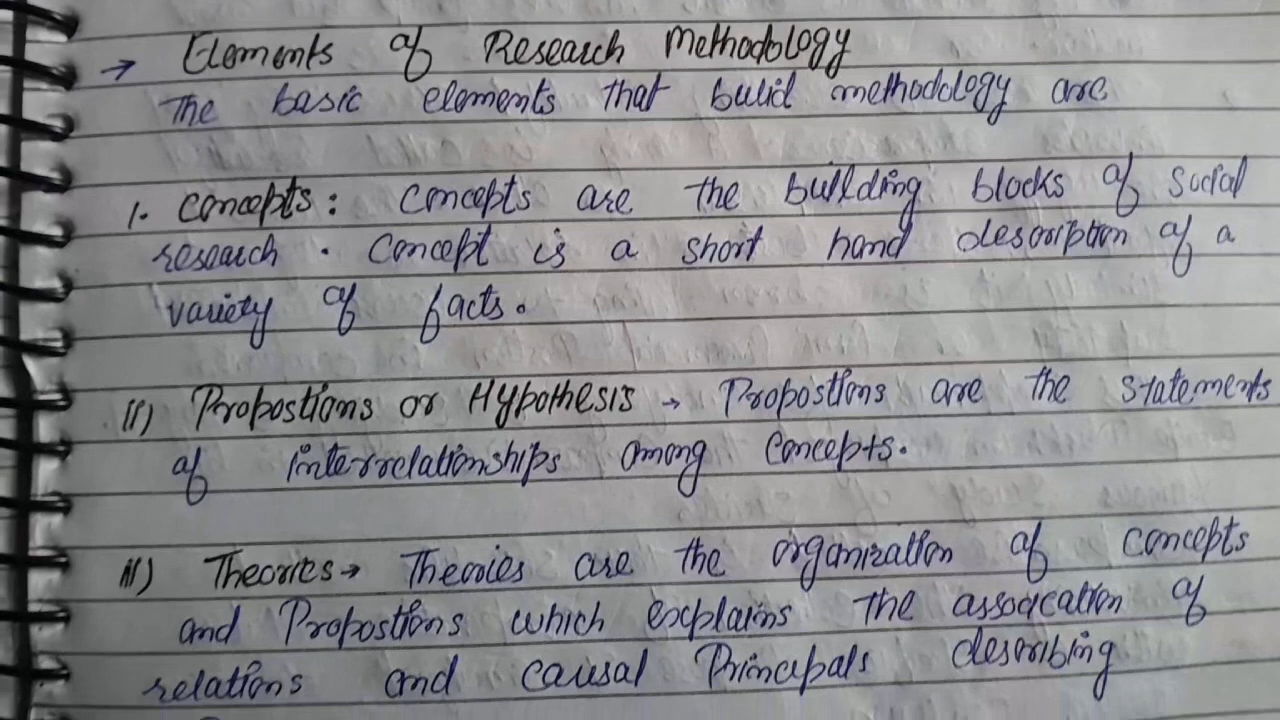 → Elements of Research Methodology
The basic elements that build methodology are
1. Concepts: Concepts are the building blocks of social
research. Concept is a short hand description of a
variety of facts.
ii) Propostions or Hypothesis → Propostions are the statements
of interrelationships among Concepts.
iii) Theories → Theories are the organization of concepts
and Propostions which explains the assocication of
relations and causal Principals describing